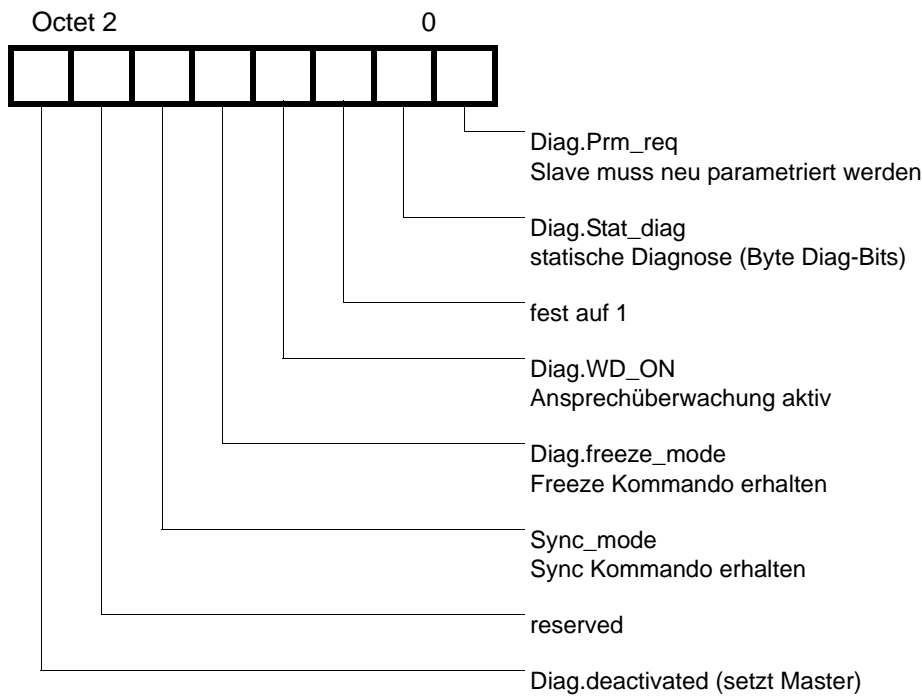 Octet 2 0
Diag.Prm_req
Slave muss neu parametriert werden
Diag.Stat_diag
statische Diagnose (Byte Diag-Bits)
fest auf 1
Diag.WD_ON
Ansprechüberwachung aktiv
Diag.freeze_mode
Freeze Kommando erhalten
Sync_mode
Sync Kommando erhalten
reserved
Diag.deactivated (setzt Master)